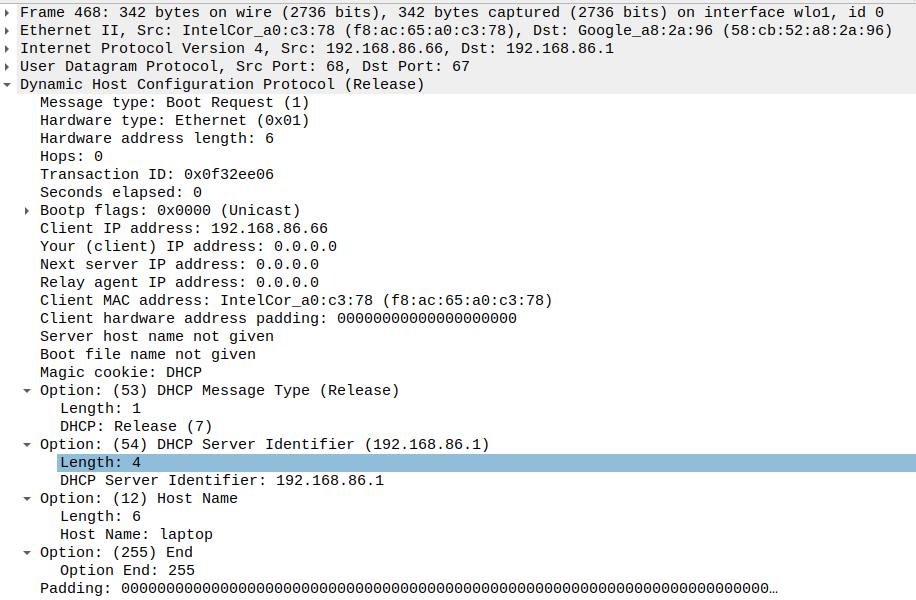 Frame 468: 342 bytes on wire (2736 bits), 342 bytes captured (2736 bits) on interface wlo1, id 0
Ethernet II, Src: IntelCor_a0:c3:78 (f8:ac:65:a0:c3:78), Dst: Google_a8:2a:96 (58:cb:52:a8:2a:96)
Internet Protocol Version 4, Src: 192.168.86.66, Dst: 192.168.86.1
User Datagram Protocol, Src Port: 68, Dst Port: 67
Dynamic Host Configuration Protocol (Release)
Message type: Boot Request (1)
Hardware type: Ethernet (0x01)
Hardware address length: 6
Hops: 0
Transaction ID: 0x0f32ee06
Seconds elapsed: 0
Bootp flags: 0x0000 (Unicast)
Client IP address: 192.168.86.66
Your (client) IP address: 0.0.0.0
Next server IP address: 0.0.0.0
Relay agent IP address: 0.0.0.0
Client MAC address: IntelCor_a0:c3:78 (f8:ac:65:a0:c3:78)
Client hardware address padding: 00000000000000000000
Server host name not given
Boot file name not given
Magic cookie: DHCP
Option: (53) DHCP Message Type (Release)
Length: 1
DHCP: Release (7)
Option: (54) DHCP Server Identifier (192.168.86.1)
Length: 4
DHCP Server Identifier: 192.168.86.1
Option: (12) Host Name
Length: 6
Host Name: laptop
Option: (255) End
Option End: 255
Padding: 000000000000000000000000000000000000000000000000000000000000000000000000…